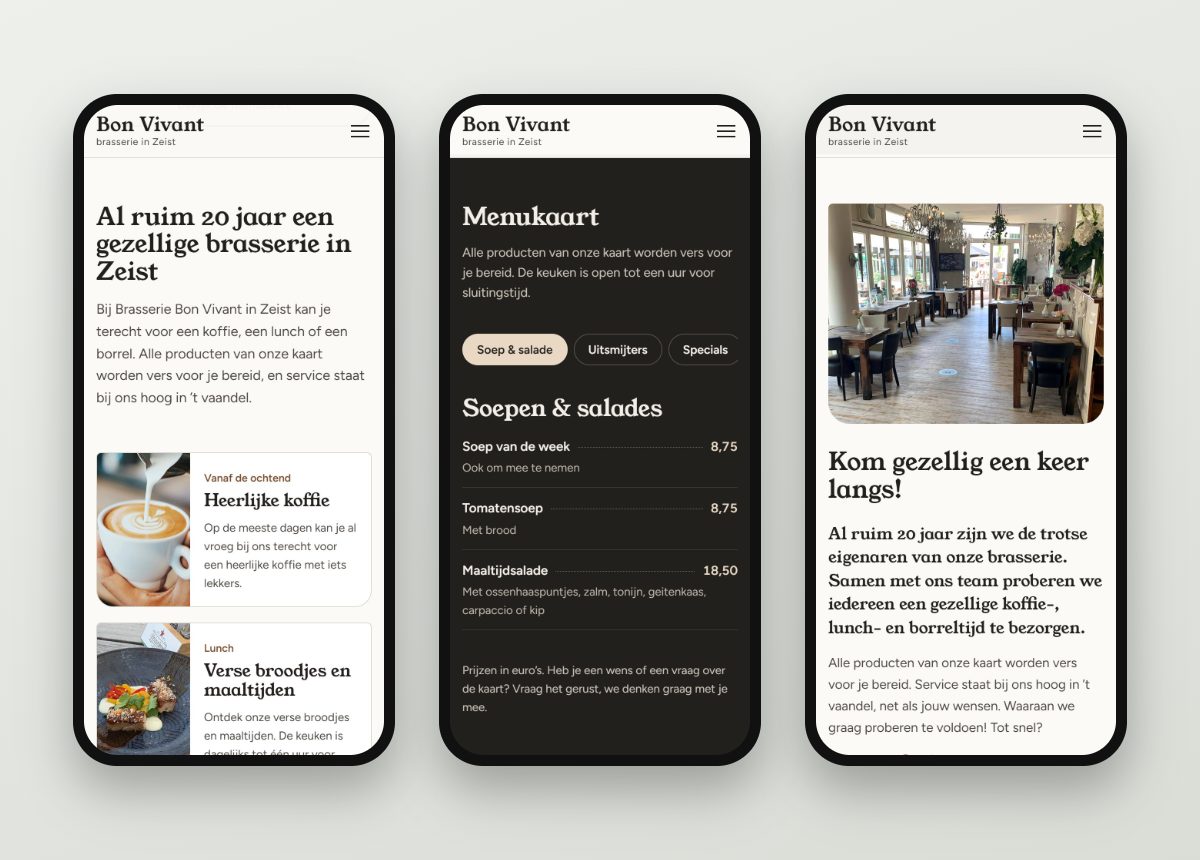 Bon Vivant
brasserie in Zeist
Al ruim 20 jaar een
gezellige brasserie in
Zeist
Bij Brasserie Bon Vivant in Zeist kan je
terecht voor een koffie, een lunch of een
borrel. Alle producten van onze kaart
worden vers voor je bereid, en service staat
bij ons hoog in ’t vaandel.
Vanaf de ochtend
Heerlijke koffie
Op de meeste dagen kan je al
vroeg bij ons terecht voor
een heerlijke koffie met iets
lekkers.
Lunch
Verse broodjes en
maaltijden
Ontdek onze verse broodjes
en maaltijden. De keuken is
dagelijks tot één uur voor
Bon Vivant
brasserie in Zeist
Menukaart
Alle producten van onze kaart worden vers voor
je bereid. De keuken is open tot een uur voor
sluitingstijd.
Soep & salade Uitsmijters Specials
Soepen & salades
Soep van de week 8,75
Ook om mee te nemen
Tomatensoep 8,75
Met brood
Maaltijdsalade 18,50
Met ossenhaaspuntjes, zalm, tonijn, geitenkaas,
carpaccio of kip
Prijzen in euro’s. Heb je een wens of een vraag over
de kaart? Vraag het gerust, we denken graag met je
mee.
Bon Vivant
brasserie in Zeist
Kom gezellig een keer
langs!
Al ruim 20 jaar zijn we de trotse
eigenaren van onze brasserie.
Samen met ons team proberen we
iedereen een gezellige koffie-,
lunch- en borreltijd te bezorgen.
Alle producten van onze kaart worden vers
voor je bereid. Service staat bij ons hoog in ’t
vaandel, net als jouw wensen. Waaraan we
graag proberen te voldoen! Tot snel?